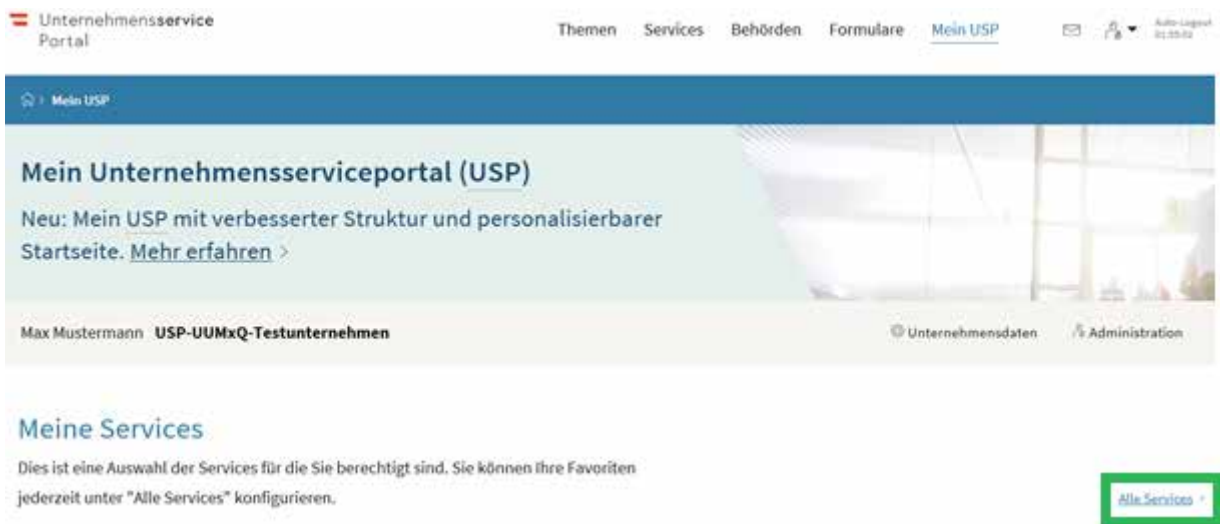 Unternehmensservice
Portal
Themen Services Behörden Formulare Mein USP
Auto-Logout
Mein USP
Mein Unternehmensserviceportal (USP)
Neu: Mein USP mit verbesserter Struktur und personalisierbarer
Startseite. Mehr erfahren >
Max Mustermann USP-UUMxQ-Testunternehmen Unternehmensdaten Administration
Meine Services
Dies ist eine Auswahl der Services für die Sie berechtigt sind. Sie können Ihre Favoriten
jederzeit unter "Alle Services" konfigurieren.
Alle Services >